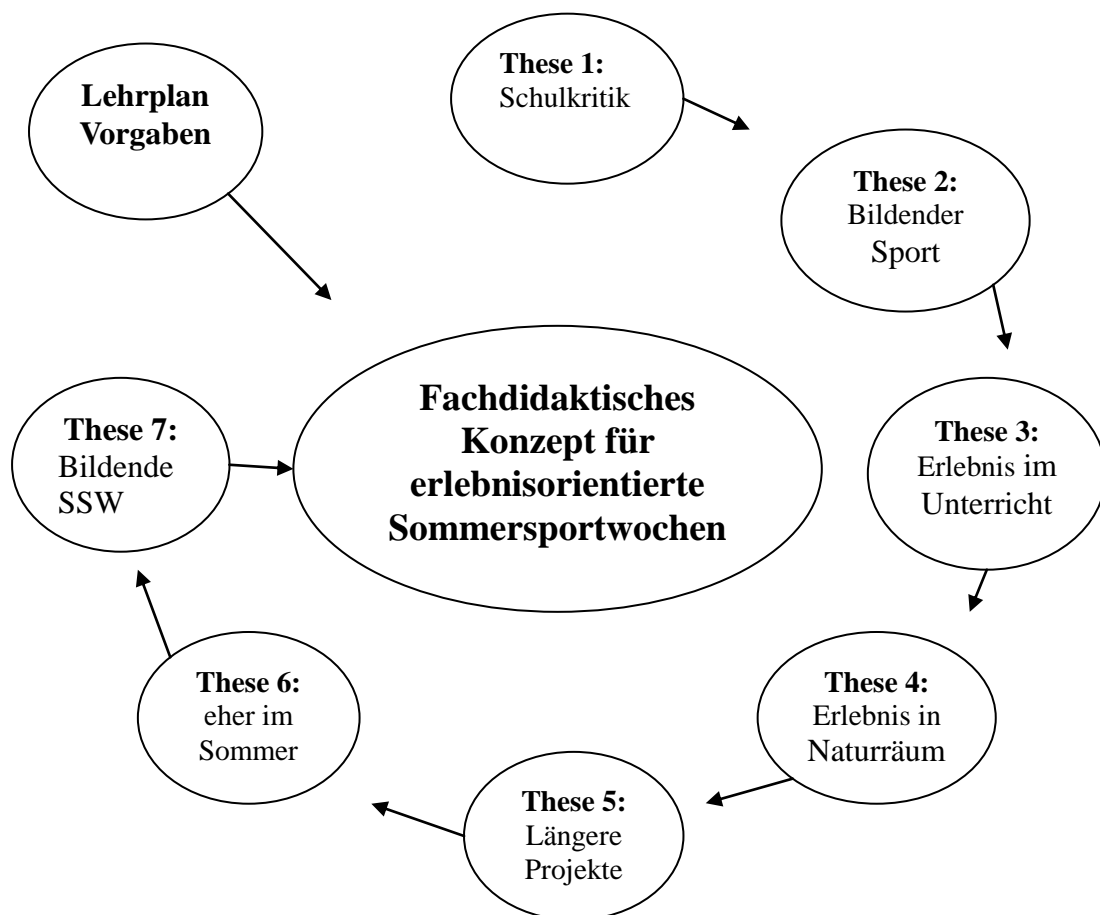 Lehrplan
Vorgaben
These 1:
Schulkritik
These 2:
Bildender
Sport
These 3:
Erlebnis im
Unterricht
These 4:
Erlebnis in
Naturräum
These 5:
Längere
Projekte
These 6:
eher im
Sommer
These 7:
Bildende
SSW
Fachdidaktisches
Konzept für
erlebnisorientierte
Sommersportwochen